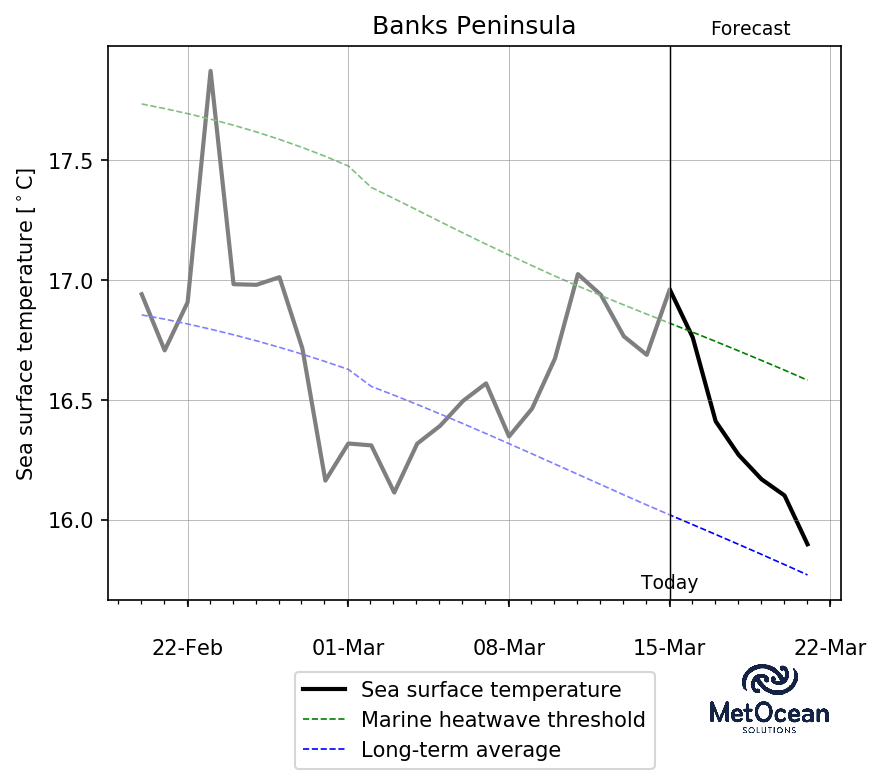 Banks Peninsula
Forecast
Sea surface temperature [°C]
17.5
17.0
16.5
16.0
Today
22-Feb
01-Mar
08-Mar
15-Mar
22-Mar
Sea surface temperature
Marine heatwave threshold
Long-term average
MetOcean
SOLUTIONS